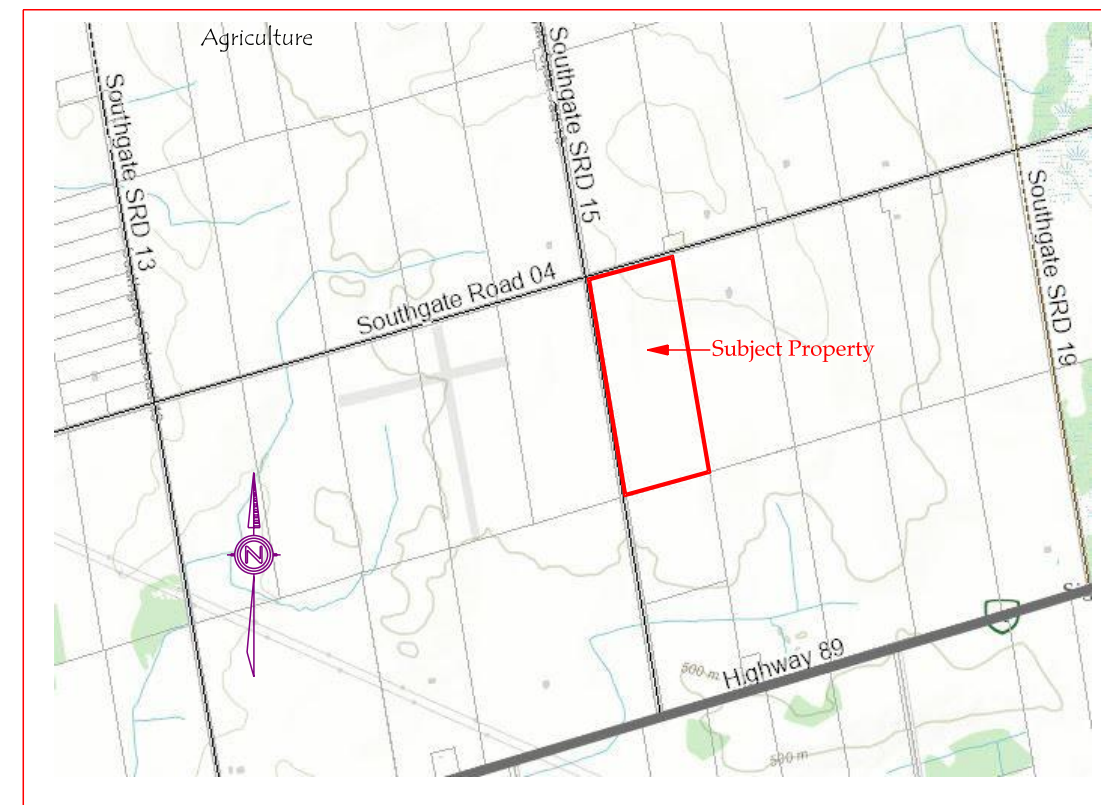 Agriculture
Southgate SRD 13
Southgate SRD 15
Southgate SRD 19
Southgate Road 04
Subject Property
N
500 m
Highway 89
500 m